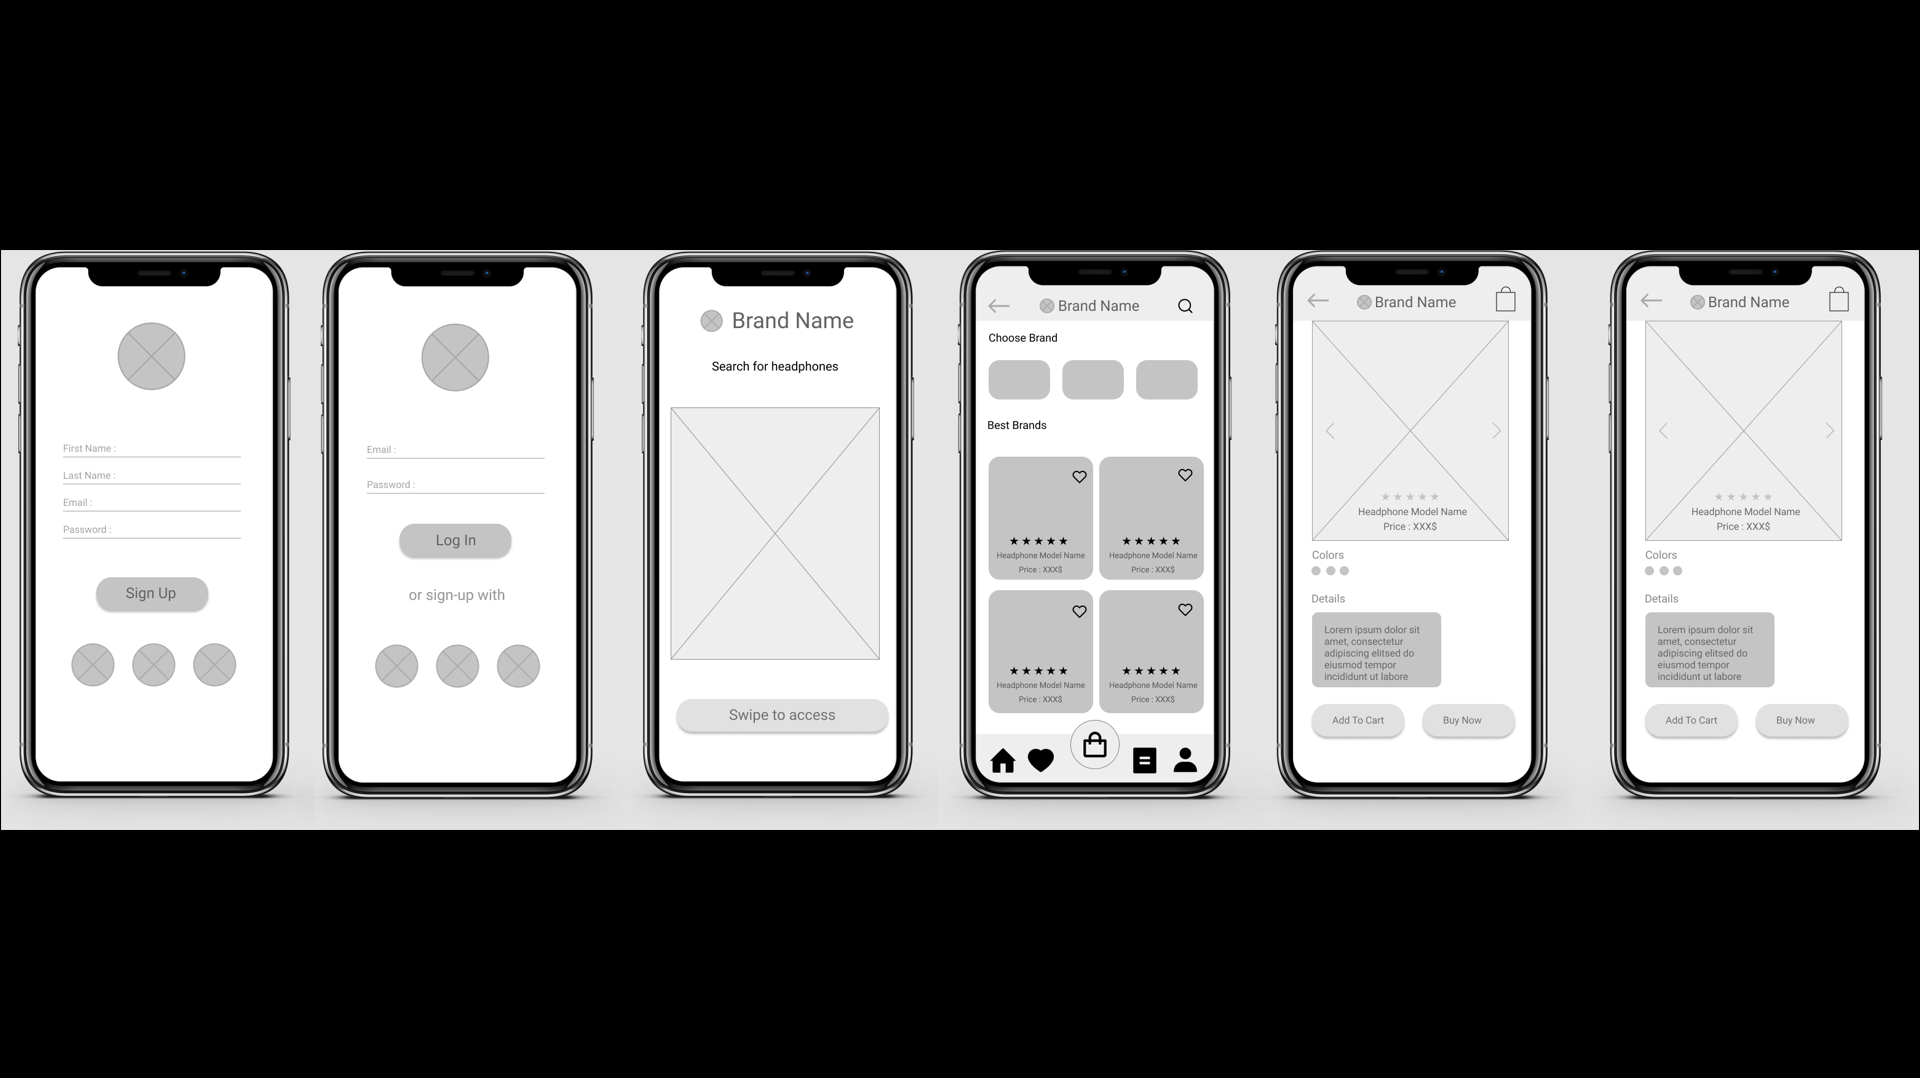 First Name :
Last Name :
Email :
Password :
Sign Up
Email :
Password :
Log In
or sign-up with
Brand Name
Search for headphones
Swipe to access
Brand Name
Choose Brand
Best Brands
Headphone Model Name
Price : XXX$
Headphone Model Name
Price : XXX$
Headphone Model Name
Price : XXX$
Headphone Model Name
Price : XXX$
Brand Name
Headphone Model Name
Price : XXX$
Colors
Details
Lorem ipsum dolor sit
amet, consectetur
adipiscing elitsed do
eiusmod tempor
incididunt ut labore
Add To Cart
Buy Now
Brand Name
Headphone Model Name
Price : XXX$
Colors
Details
Lorem ipsum dolor sit
amet, consectetur
adipiscing elitsed do
eiusmod tempor
incididunt ut labore
Add To Cart
Buy Now